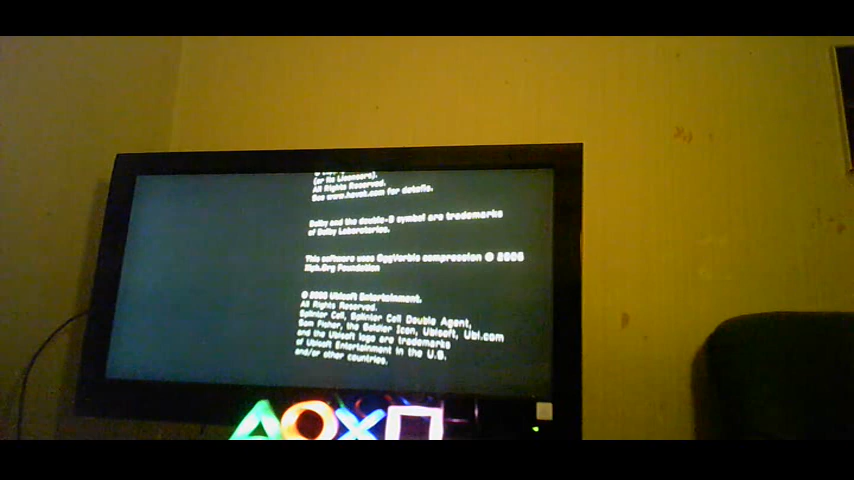 (or its Licensors).
All Rights Reserved.
See www.havok.com for details.
Dolby and the double-D symbol are trademarks
of Dolby Laboratories.
This software uses OggVorbis compression © 2005
Xiph.Org Foundation
© 2006 Ubisoft Entertainment.
All Rights Reserved.
Splinter Cell, Splinter Cell Double Agent,
Sam Fisher, the Soldier Icon, Ubisoft, Ubi.com
and the Ubisoft logo are trademarks
of Ubisoft Entertainment in the U.S.
and/or other countries.